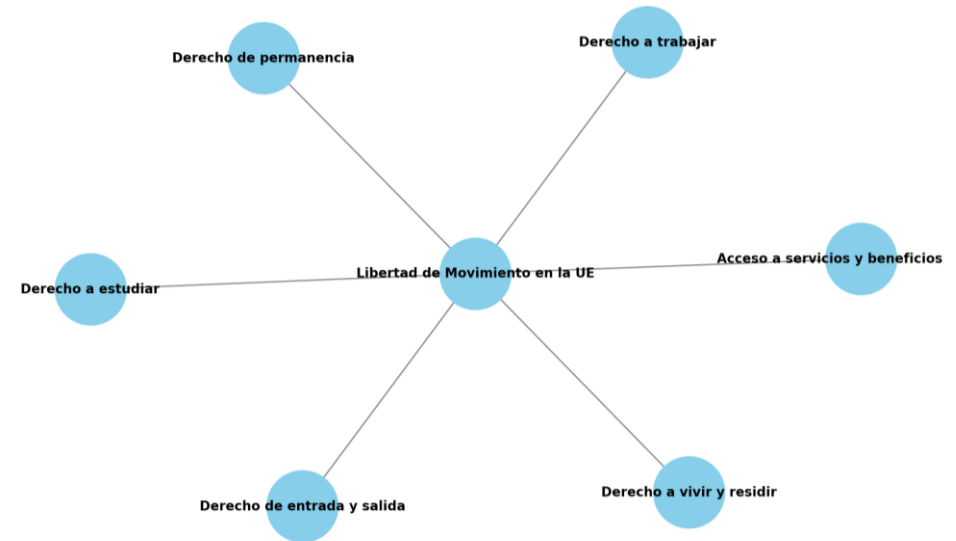 Derecho a trabajar
Derecho de permanencia
Acceso a servicios y beneficios
Libertad de Movimiento en la UE
Derecho a estudiar
Derecho a vivir y residir
Derecho de entrada y salida